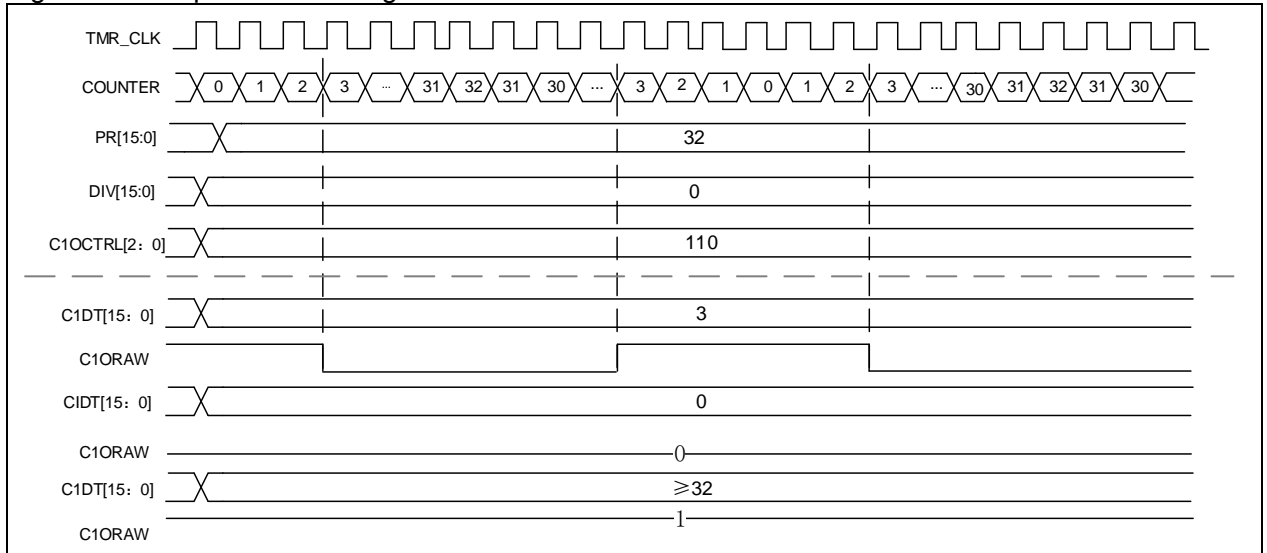 TMR_CLK
COUNTER 0 1 2 3 ... 31 32 31 30 ... 3 2 1 0 1 2 3 ... 30 31 32 31 30
PR[15:0] 32
DIV[15:0] 0
C1OCTRL[2：0] 110
C1DT[15：0] 3
C1ORAW
CIDT[15：0] 0
C1ORAW 0
C1DT[15：0] ≥32
C1ORAW 1